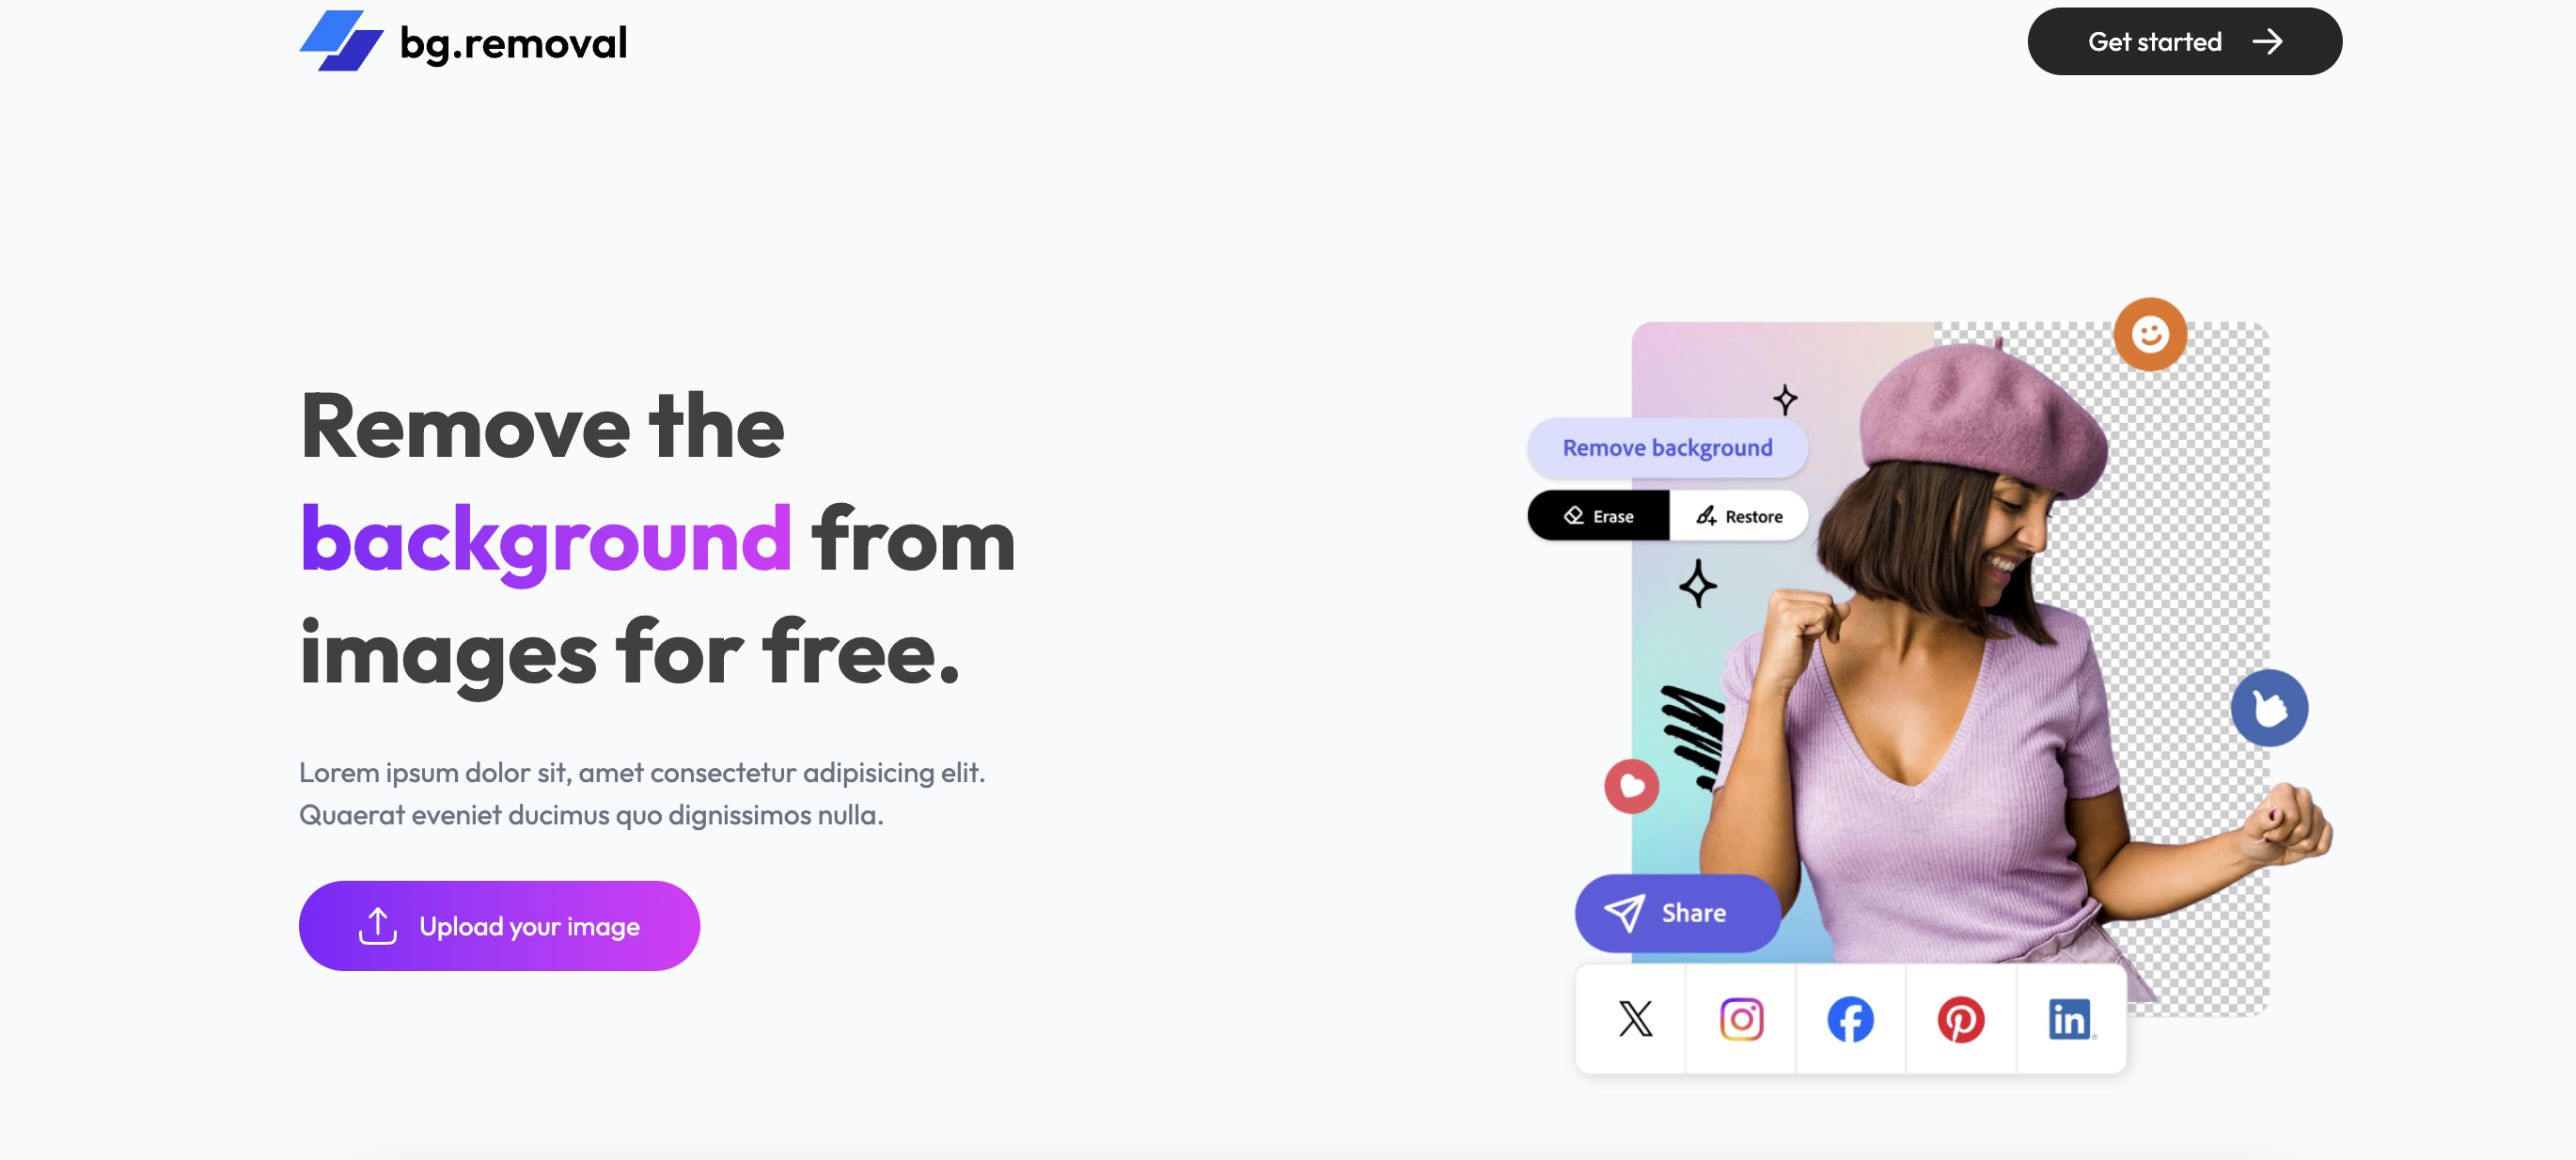 bg.removal
Get started
Remove the
background from
images for free.
Lorem ipsum dolor sit, amet consectetur adipisicing elit.
Quaerat eveniet ducimus quo dignissimos nulla.
Upload your image
Remove background
Erase
Restore
Share
X
in